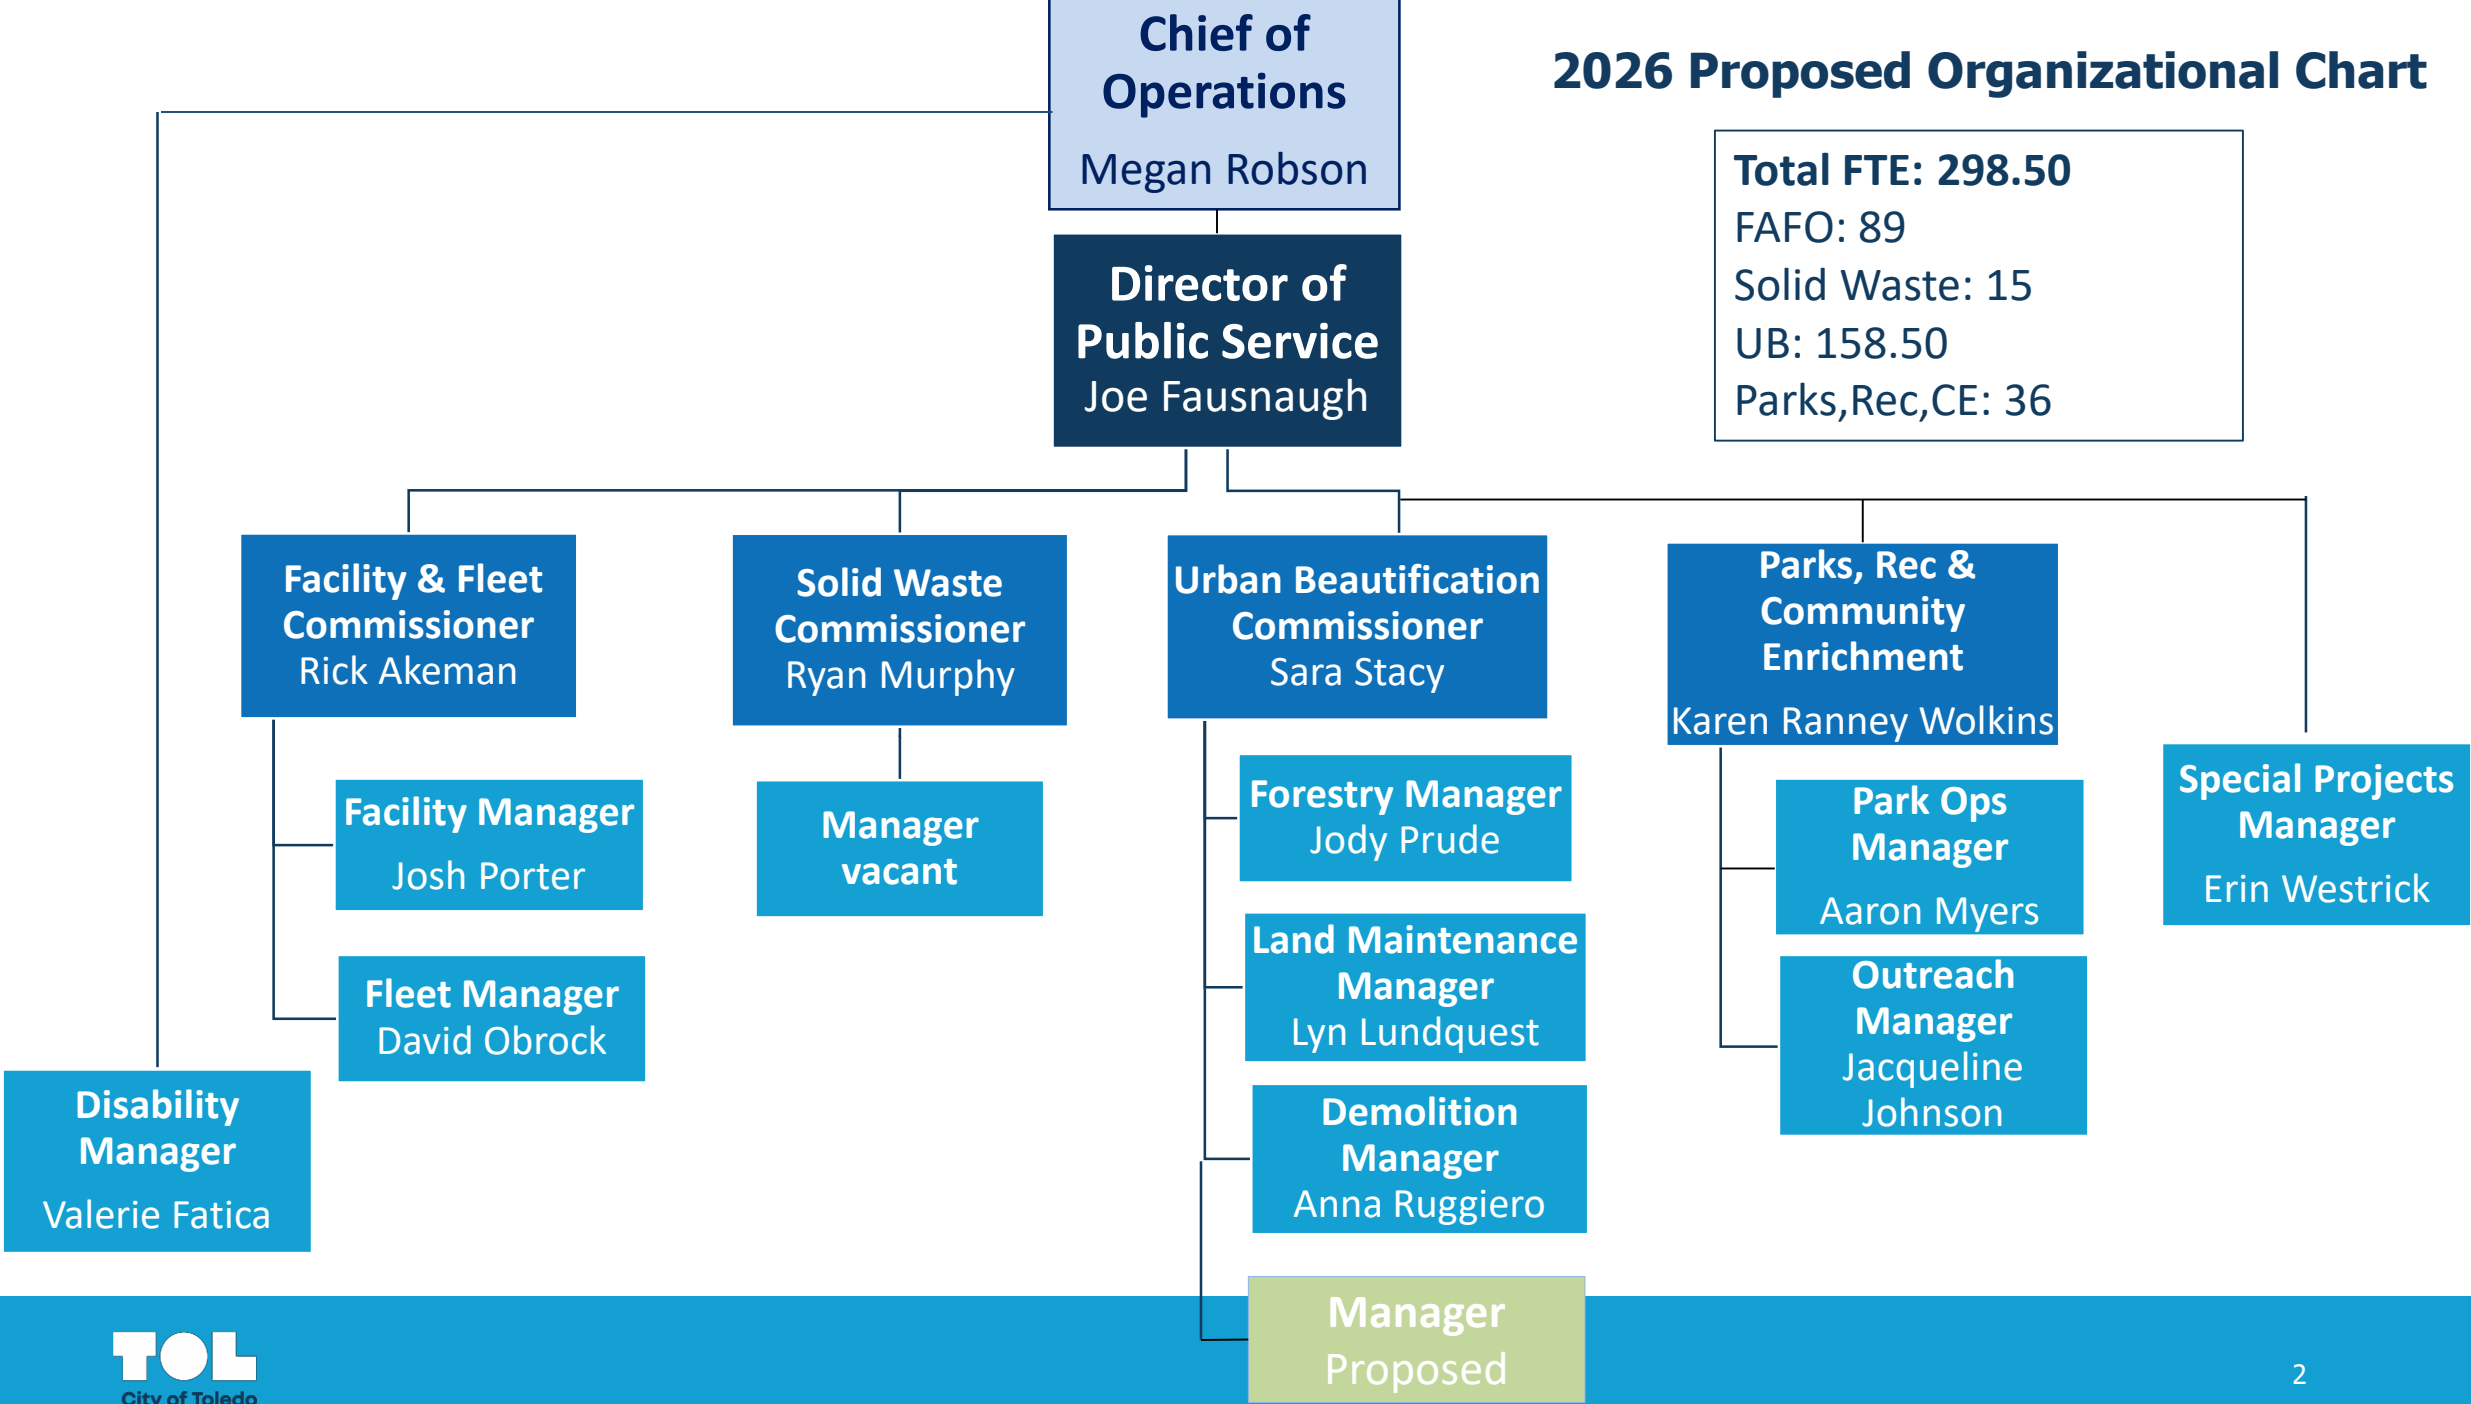 Chief of
Operations
Megan Robson
2026 Proposed Organizational Chart
Total FTE: 298.50
FAFO: 89
Solid Waste: 15
UB: 158.50
Parks,Rec,CE: 36
Director of
Public Service
Joe Fausnaugh
Facility & Fleet
Commissioner
Rick Akeman
Solid Waste
Commissioner
Ryan Murphy
Urban Beautification
Commissioner
Sara Stacy
Parks, Rec &
Community
Enrichment
Karen Ranney Wolkins
Special Projects
Manager
Erin Westrick
Facility Manager
Josh Porter
Fleet Manager
David Obrock
Manager
vacant
Forestry Manager
Jody Prude
Land Maintenance
Manager
Lyn Lundquest
Demolition
Manager
Anna Ruggiero
Manager
Proposed
Park Ops
Manager
Aaron Myers
Outreach
Manager
Jacqueline
Johnson
Disability
Manager
Valerie Fatica
TOL
City of Toledo
2